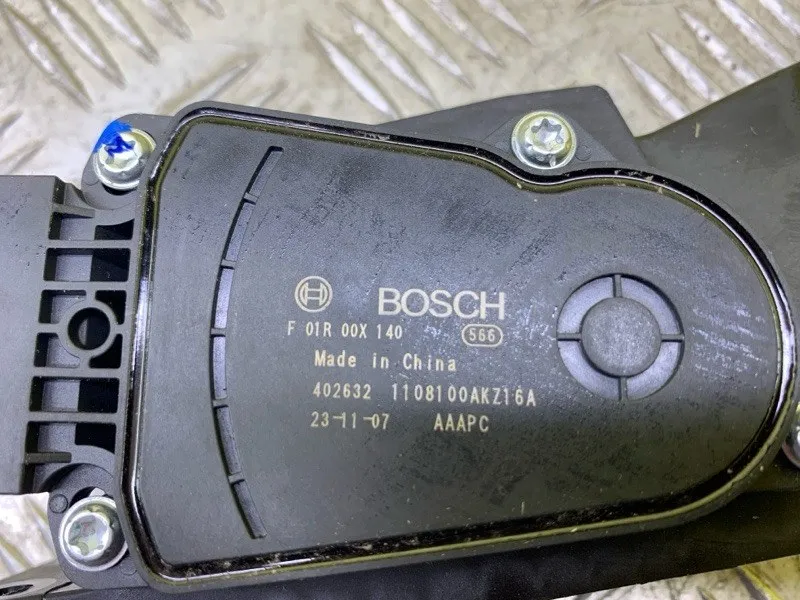 BOSCH
F 01R 00X 140 566
Made in China
402632 1108100AKZ16A
23-11-07 AAAPC